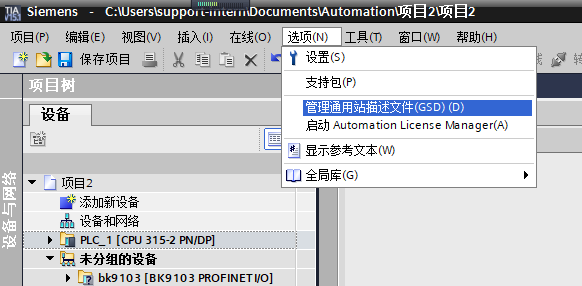 Siemens - C:\Users\support-intern\Documents\Automation\项目2\项目2
项目(P) 编辑(E) 视图(V) 插入(I) 在线(O) 选项(N) 工具(T) 窗口(W) 帮助(H)
保存项目
设置(S)
支持包(P)
管理通用站描述文件(GSD) (D)
启动 Automation License Manager(A)
显示参考文本(W)
全局库(G)
项目树
设备
设备与网络
项目2
添加新设备
设备和网络
PLC_1 [CPU 315-2 PN/DP]
未分组的设备
bk9103 [BK9103 PROFINETI/O]